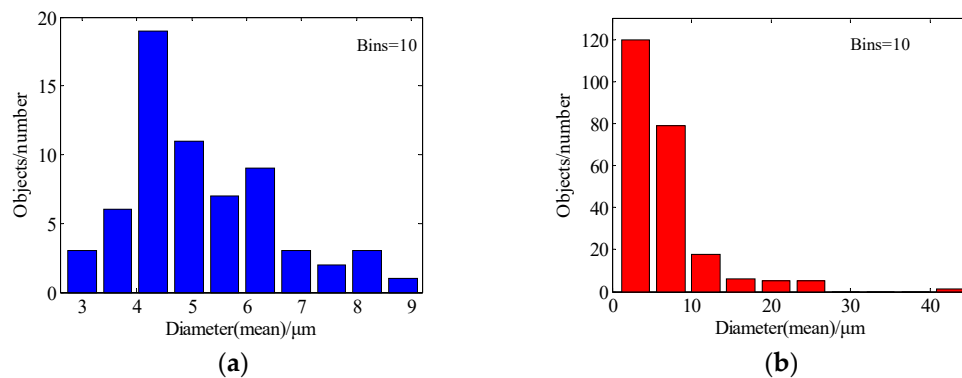 Bins=10
Objects/number
20
15
10
5
0
3 4 5 6 7 8 9
Diameter(mean)/μm
(a)
Bins=10
Objects/number
120
100
80
60
40
20
0
0 10 20 30 40
Diameter(mean)/μm
(b)